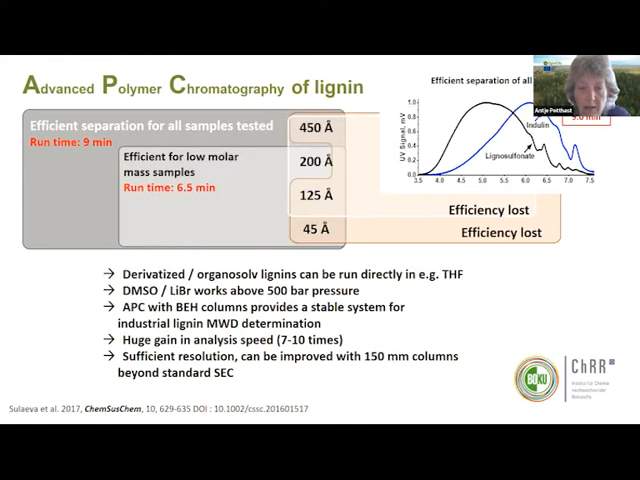 Advanced Polymer Chromatography of lignin
Efficient separation for all samples tested
Run time: 9 min
Efficient for low molar
mass samples
Run time: 6.5 min
450 Å
200 Å
125 Å
45 Å
Efficiency lost
Efficiency lost
Efficient separation of all
Antje Potthast
UV Signal, mV
1.0
0.8
0.6
0.4
0.2
0.0
Indulin
Lignosulfonate
3.5 4.0 4.5 5.0 5.5 6.0 6.5 7.0 7.5
→ Derivatized / organosolv lignins can be run directly in e.g. THF
→ DMSO / LiBr works above 500 bar pressure
→ APC with BEH columns provides a stable system for
industrial lignin MWD determination
→ Huge gain in analysis speed (7-10 times)
→ Sufficient resolution, can be improved with 150 mm columns
beyond standard SEC
BOKU
ChRR
Institut für Chemie
nachwachsender
Rohstoffe
Sulaeva et al. 2017, ChemSusChem, 10, 629-635 DOI : 10.1002/cssc.201601517